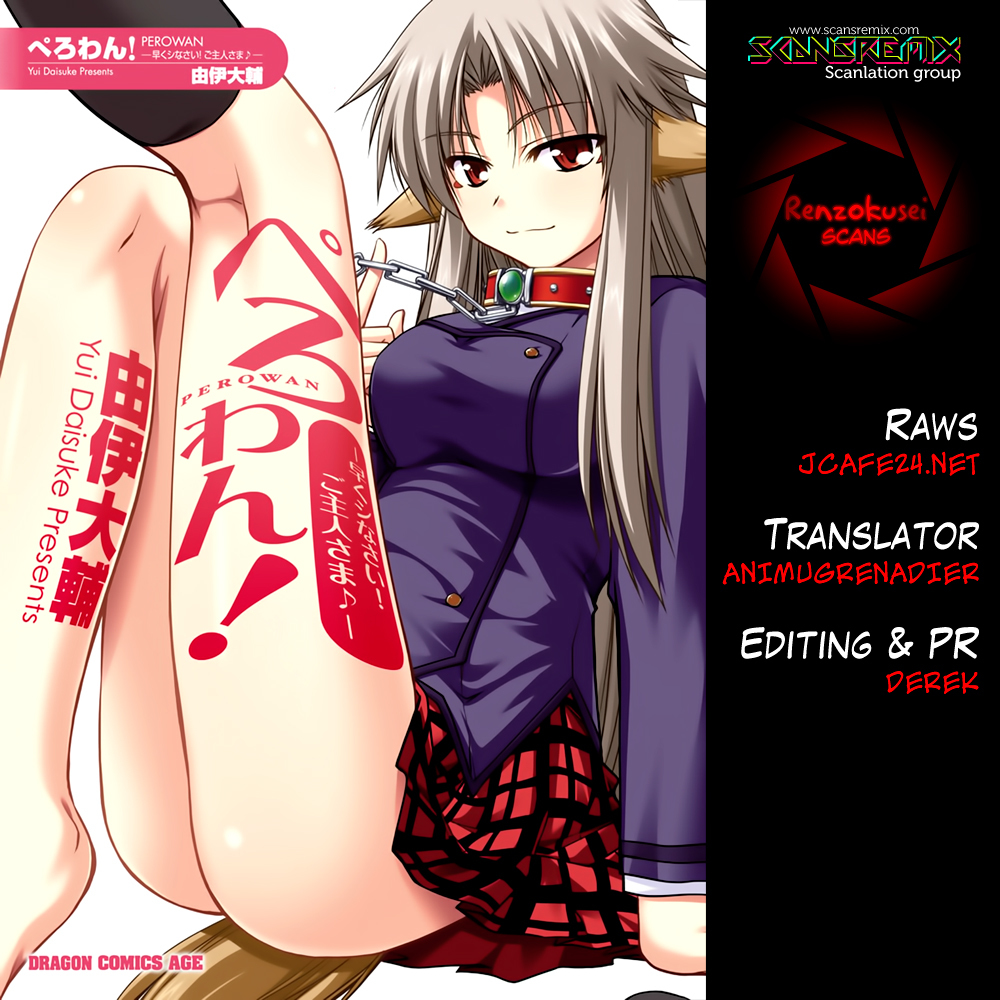 ぺろわん!
PEROWAN
―早くシなさい!ご主人さま♪―
Yui Daisuke Presents
由伊大輔
ぺろわん!
PEROWAN
―早くシなさい!
ご主人さま♪―
由伊大輔
Yui Daisuke Presents
DRAGON COMICS AGE
www.scansremix.com
SCANSREMIX
Scanlation group
Renzokusei
SCANS
RAWS
JCAFE24.NET
TRANSLATOR
ANIMUGRENADIER
EDITING & PR
DEREK